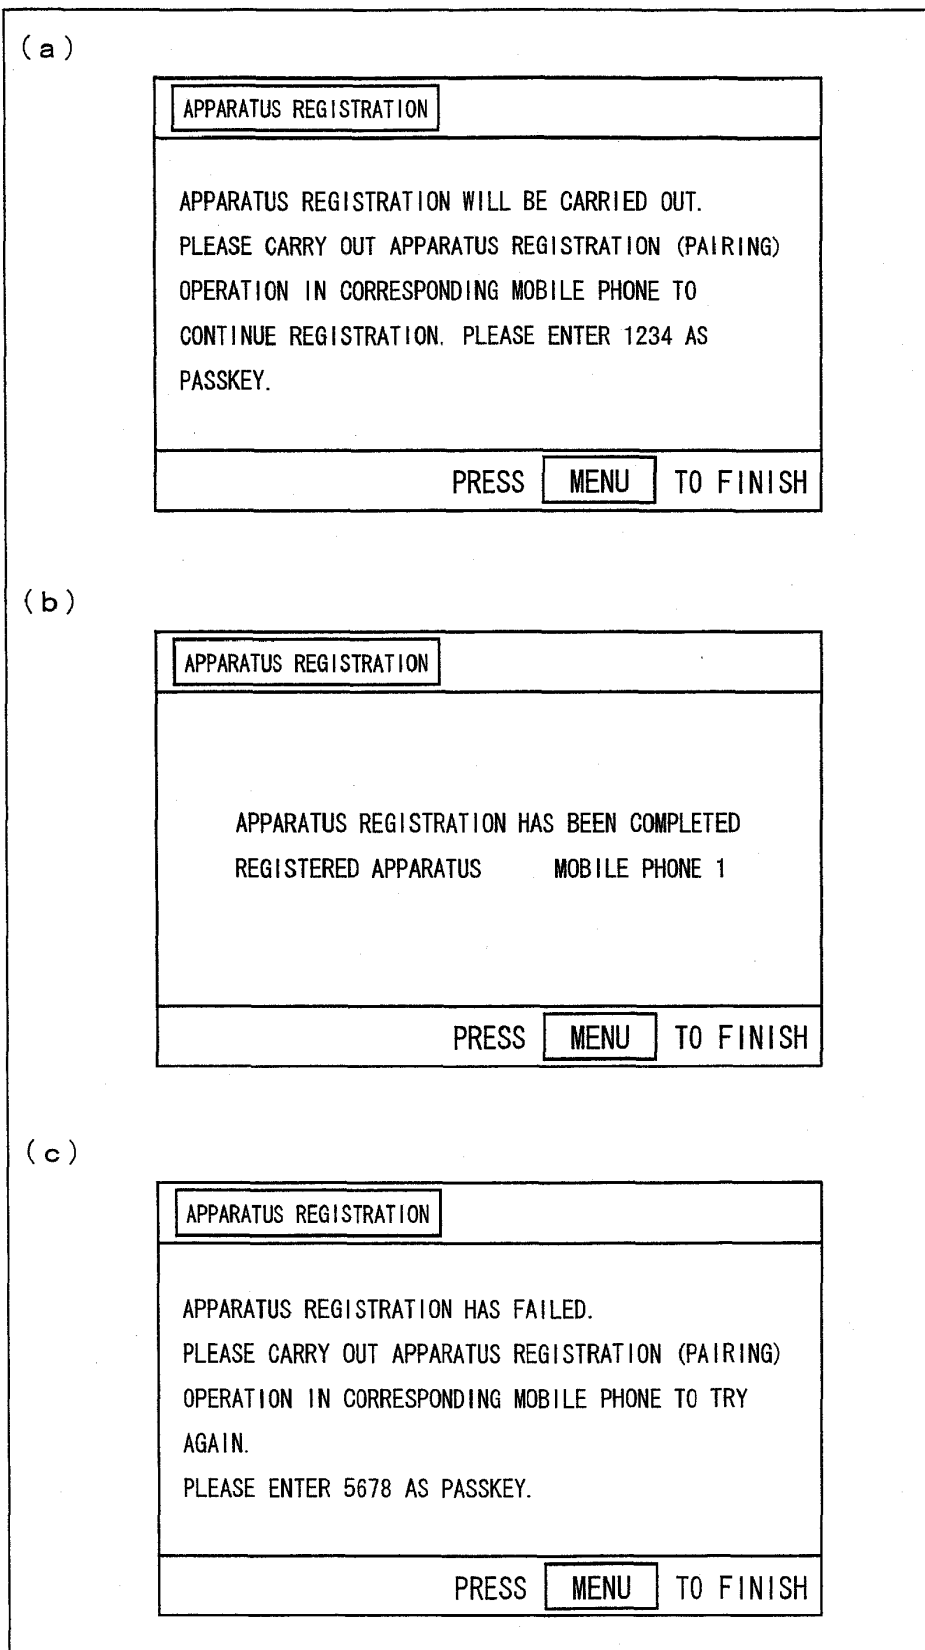 (a)
APPARATUS REGISTRATION
APPARATUS REGISTRATION WILL BE CARRIED OUT.
PLEASE CARRY OUT APPARATUS REGISTRATION (PAIRING)
OPERATION IN CORRESPONDING MOBILE PHONE TO
CONTINUE REGISTRATION. PLEASE ENTER 1234 AS
PASSKEY.
PRESS MENU TO FINISH
(b)
APPARATUS REGISTRATION
APPARATUS REGISTRATION HAS BEEN COMPLETED
REGISTERED APPARATUS MOBILE PHONE 1
PRESS MENU TO FINISH
(c)
APPARATUS REGISTRATION
APPARATUS REGISTRATION HAS FAILED.
PLEASE CARRY OUT APPARATUS REGISTRATION (PAIRING)
OPERATION IN CORRESPONDING MOBILE PHONE TO TRY
AGAIN.
PLEASE ENTER 5678 AS PASSKEY.
PRESS MENU TO FINISH